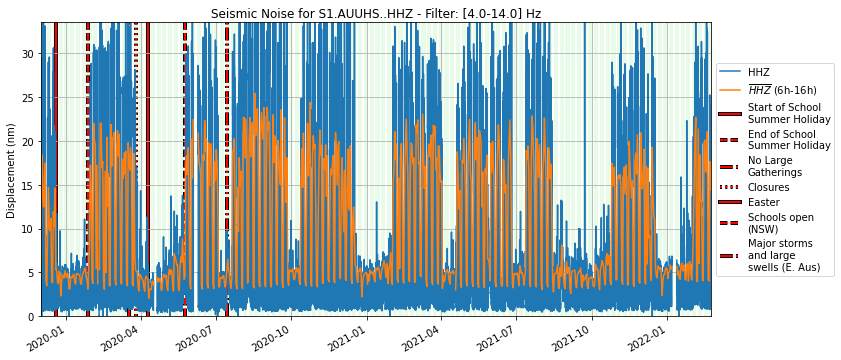 Seismic Noise for S1.AUUHS..HHZ - Filter: [4.0-14.0] Hz
Displacement (nm)
30
25
20
15
10
5
0
2020-01
2020-04
2020-07
2020-10
2021-01
2021-04
2021-07
2021-10
2022-01
HHZ
HHZ (6h-16h)
Start of School
Summer Holiday
End of School
Summer Holiday
No Large
Gatherings
Closures
Easter
Schools open
(NSW)
Major storms
and large
swells (E. Aus)